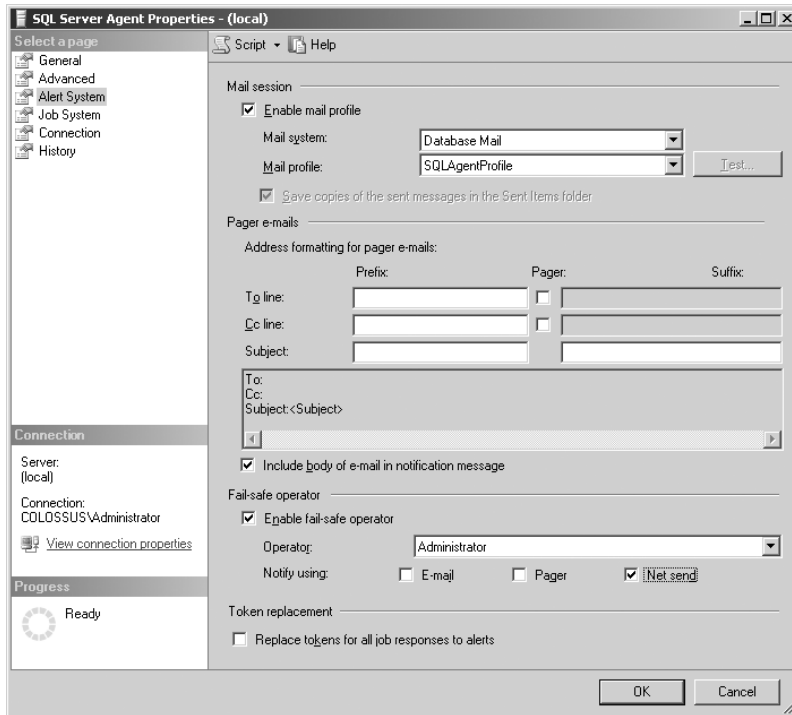 SQL Server Agent Properties - (local)
Select a page
General
Advanced
Alert System
Job System
Connection
History
Script Help
Mail session
Enable mail profile
Mail system: Database Mail
Mail profile: SQLAgentProfile Test...
Save copies of the sent messages in the Sent Items folder
Pager e-mails
Address formatting for pager e-mails:
Prefix: Pager: Suffix:
To line:
Cc line:
Subject:
To:
Cc:
Subject:<Subject>
Include body of e-mail in notification message
Fail-safe operator
Enable fail-safe operator
Operator: Administrator
Notify using: E-mail Pager Net send
Token replacement
Replace tokens for all job responses to alerts
Connection
Server:
(local)
Connection:
COLOSSUS\Administrator
View connection properties
Progress
Ready
OK Cancel